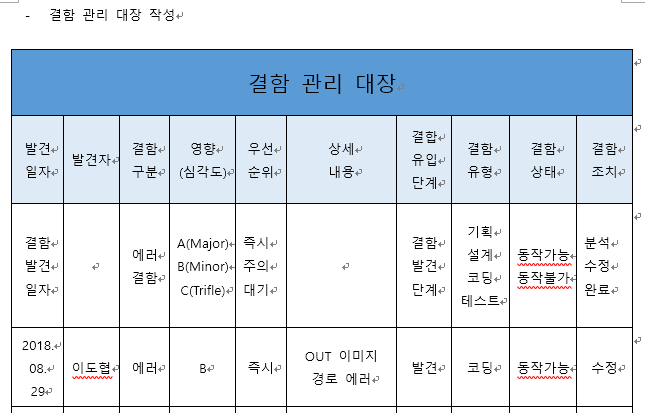 - 결함 관리 대장 작성
결함 관리 대장
발견
일자
발견자
결함
구분
영향
(심각도)
우선
순위
상세
내용
결합
유입
단계
결함
유형
결함
상태
결함
조치
결함
발견
일자
에러
결함
A(Major)
B(Minor)
C(Trifle)
즉시
주의
대기
결함
발견
단계
기획
설계
코딩
테스트
동작가능
동작불가
분석
수정
완료
2018.
08.
29
이도협
에러
B
즉시
OUT 이미지
경로 에러
발견
코딩
동작가능
수정